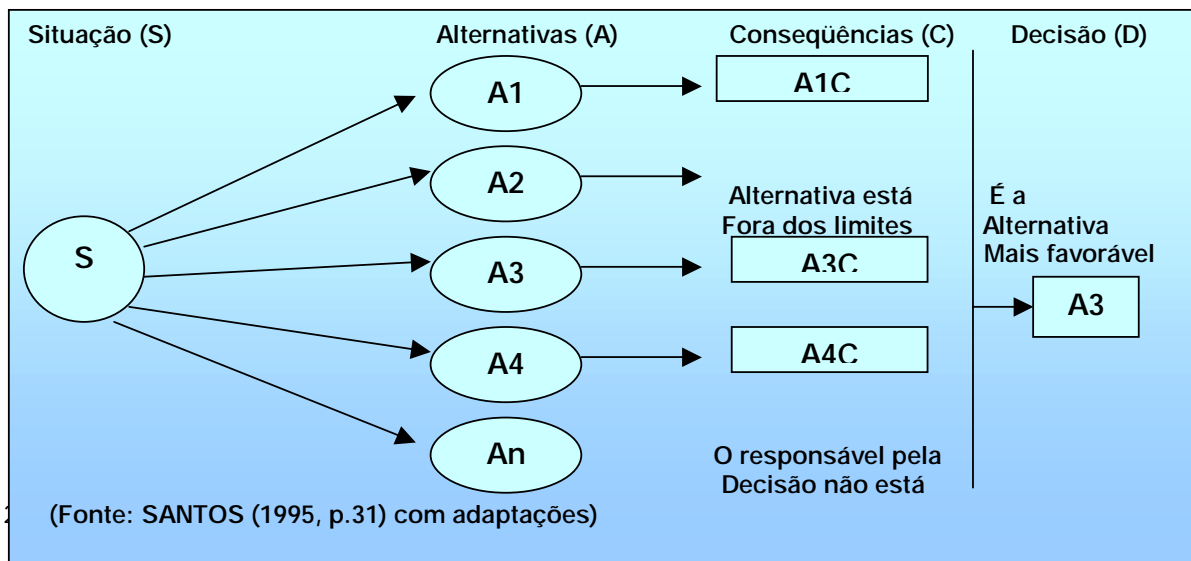 Situação (S) Alternativas (A) Conseqüências (C) Decisão (D)
A1 A1C
A2
Alternativa está
Fora dos limites
É a
Alternativa
Mais favorável
S
A3 A3C
A3
A4 A4C
An
O responsável pela
Decisão não está
(Fonte: SANTOS (1995, p.31) com adaptações)